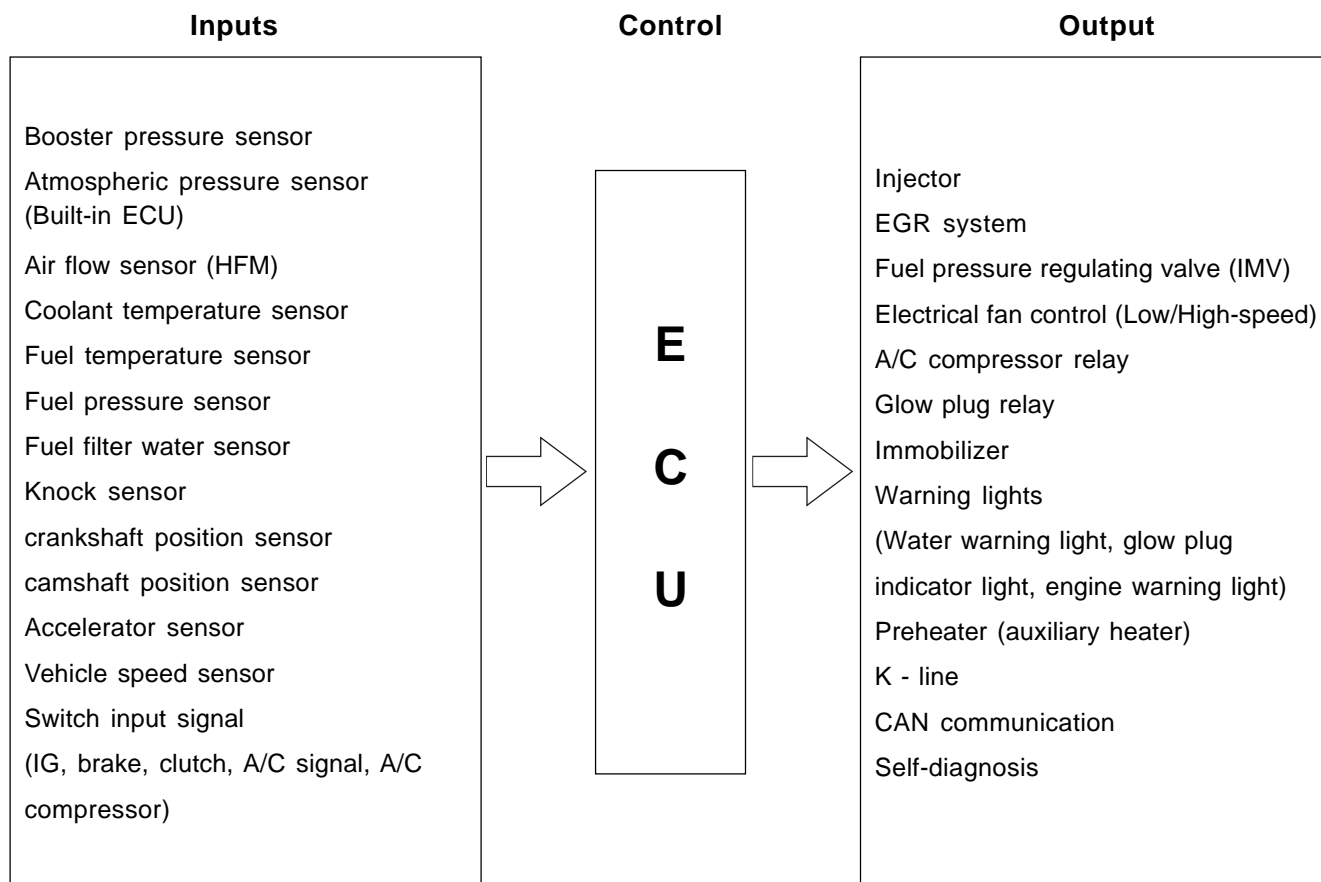 Inputs
Control
Output
Booster pressure sensor
Atmospheric pressure sensor
(Built-in ECU)
Air flow sensor (HFM)
Coolant temperature sensor
Fuel temperature sensor
Fuel pressure sensor
Fuel filter water sensor
Knock sensor
crankshaft position sensor
camshaft position sensor
Accelerator sensor
Vehicle speed sensor
Switch input signal
(IG, brake, clutch, A/C signal, A/C
compressor)
E
C
U
Injector
EGR system
Fuel pressure regulating valve (IMV)
Electrical fan control (Low/High-speed)
A/C compressor relay
Glow plug relay
Immobilizer
Warning lights
(Water warning light, glow plug
indicator light, engine warning light)
Preheater (auxiliary heater)
K - line
CAN communication
Self-diagnosis